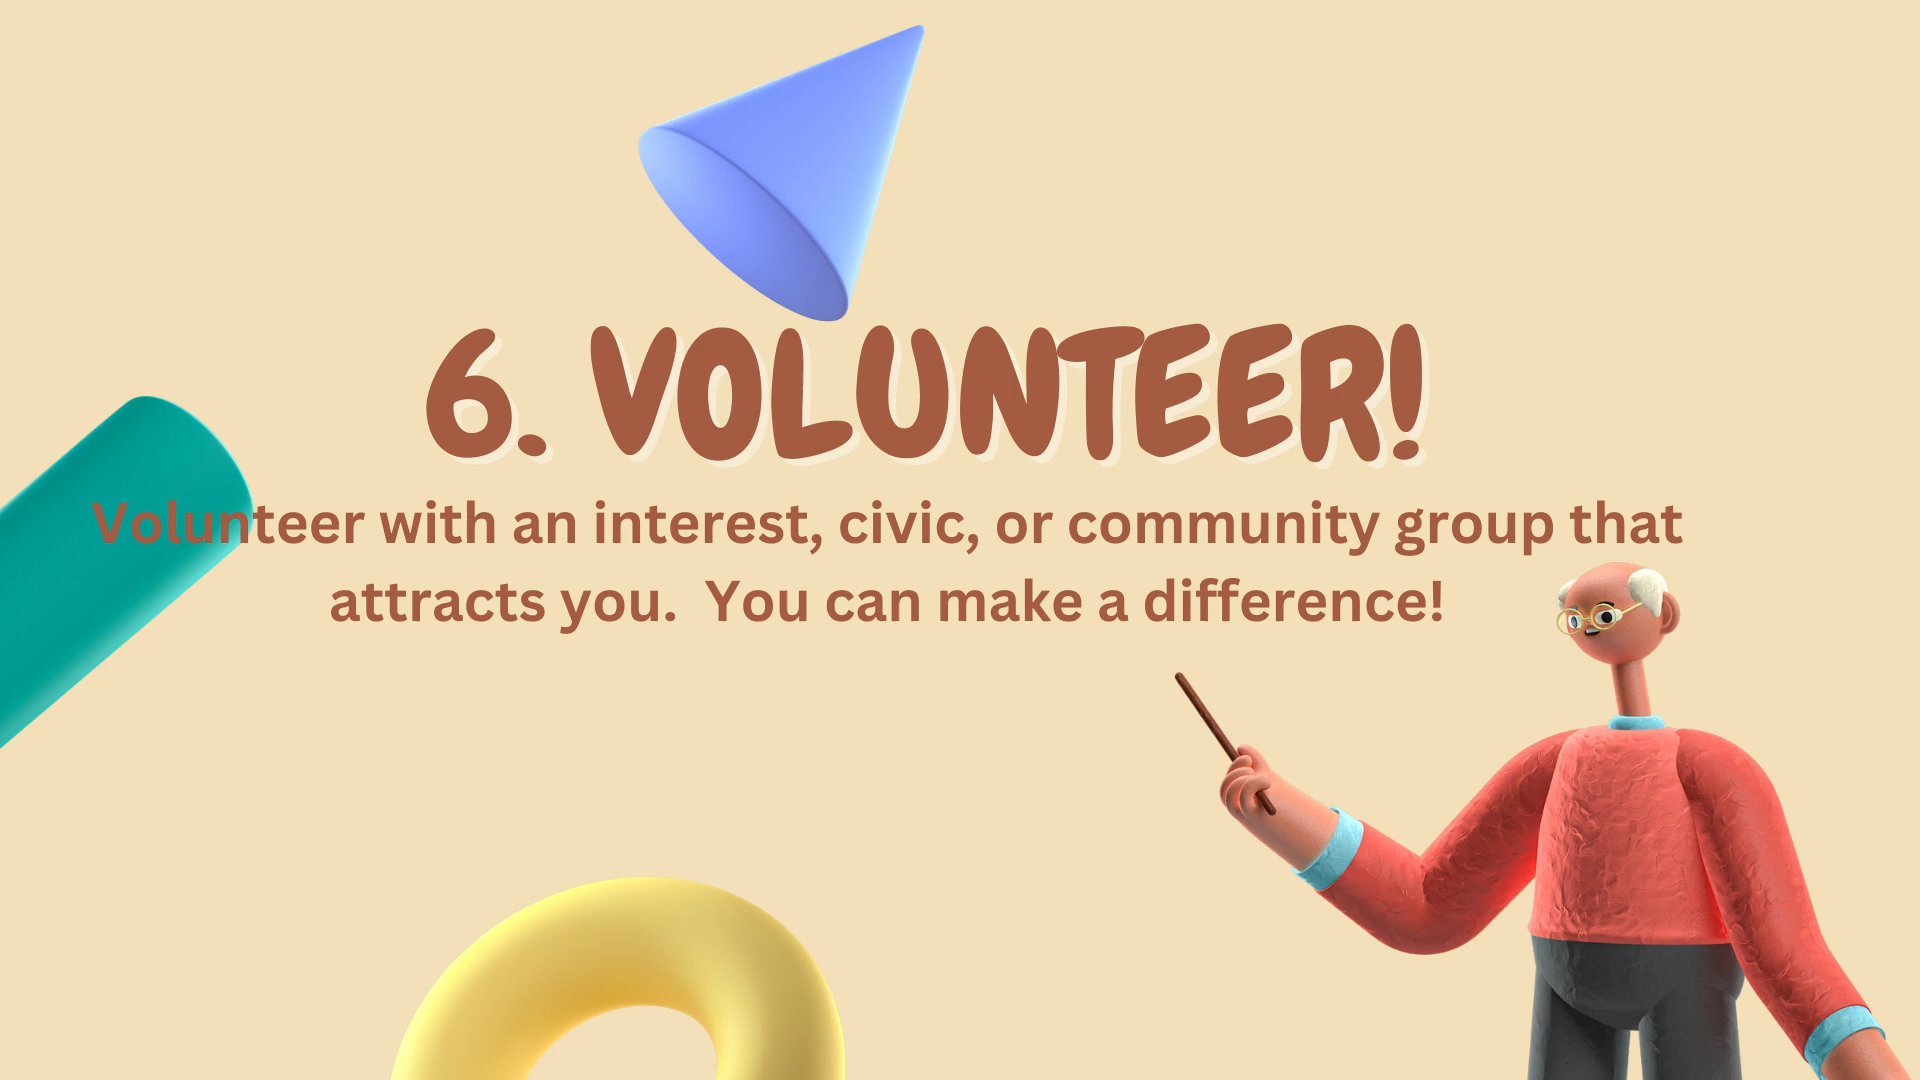 6. VOLUNTEER!
Volunteer with an interest, civic, or community group that
attracts you.  You can make a difference!